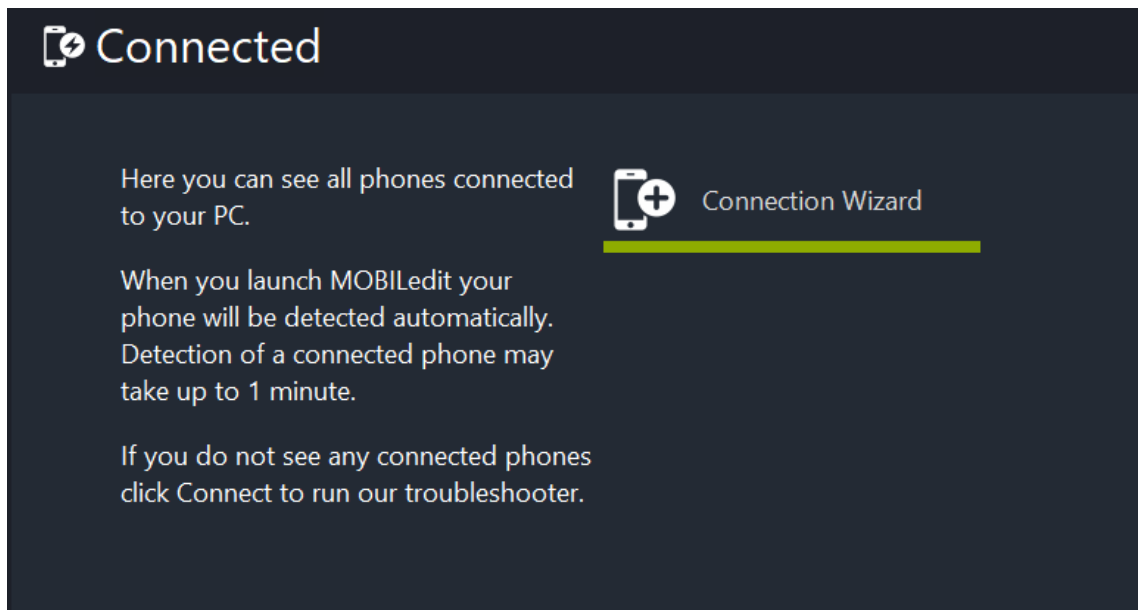 Connected
Here you can see all phones connected
to your PC.
Connection Wizard
When you launch MOBILedit your
phone will be detected automatically.
Detection of a connected phone may
take up to 1 minute.
If you do not see any connected phones
click Connect to run our troubleshooter.